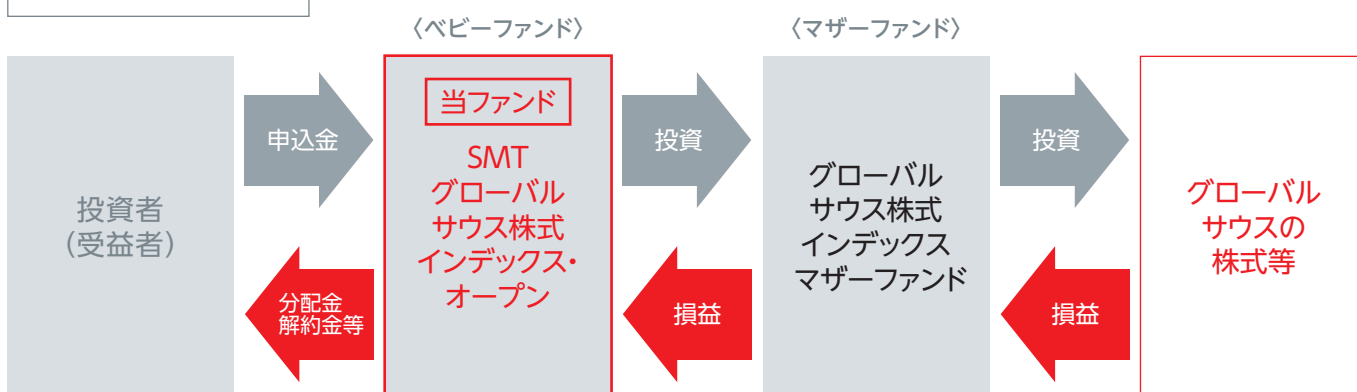 〈ベビーファンド〉
〈マザーファンド〉
投資者
(受益者)
申込金
分配金
解約金等
当ファンド
SMT
グローバル
サウス株式
インデックス・
オープン
投資
損益
グローバル
サウス株式
インデックス
マザーファンド
投資
損益
グローバル
サウスの
株式等